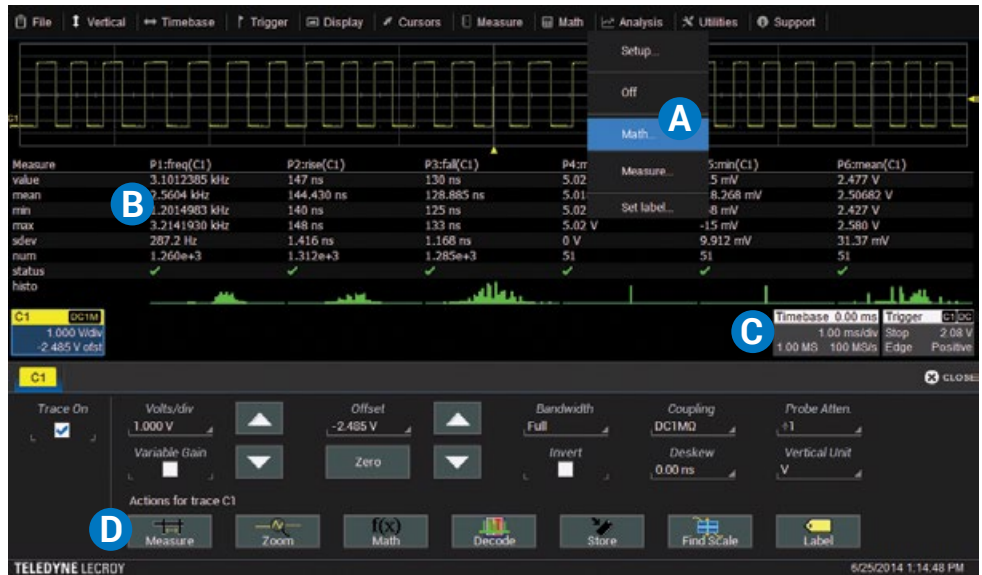 File Vertical Timebase Trigger Display Cursors Measure Math Analysis Utilities Support
Setup...
Off
Math...
A
Measure...
Set label...
C1
Measure P1:freq(C1) P2:rise(C1) P3:fall(C1) P4:m 5:min(C1) P6:mean(C1)
value 3.1012385 kHz 147 ns 130 ns 5.02 .5 mV 2.477 V
mean 2.5604 kHz 144.430 ns 128.885 ns 5.01 8.268 mV 2.50682 V
B
min 1.2014983 kHz 140 ns 125 ns 5.02 -8 mV 2.427 V
max 3.2141930 kHz 148 ns 133 ns 5.02 V -15 mV 2.580 V
sdev 287.2 Hz 1.416 ns 1.168 ns 0 V 9.912 mV 31.37 mV
num 1.260e+3 1.312e+3 1.285e+3 51 51 51
status
histo
C1 DC1M
1.000 V/div
-2.485 V ofst
C
Timebase 0.00 ms
1.00 ms/div
1.00 MS 100 MS/s
Trigger C1 DC
Stop 2.08 V
Edge Positive
C1
CLOSE
Trace On Volts/div Offset Bandwidth Coupling Probe Atten.
1.000 V -2.485 V Full DC1MΩ ÷1
Variable Gain Zero Invert Deskew Vertical Unit
0.00 ns V
Actions for trace C1
D
Measure Zoom f(x) Math Decode Store Find Scale Label
TELEDYNE LECROY 6/25/2014 1:14:48 PM